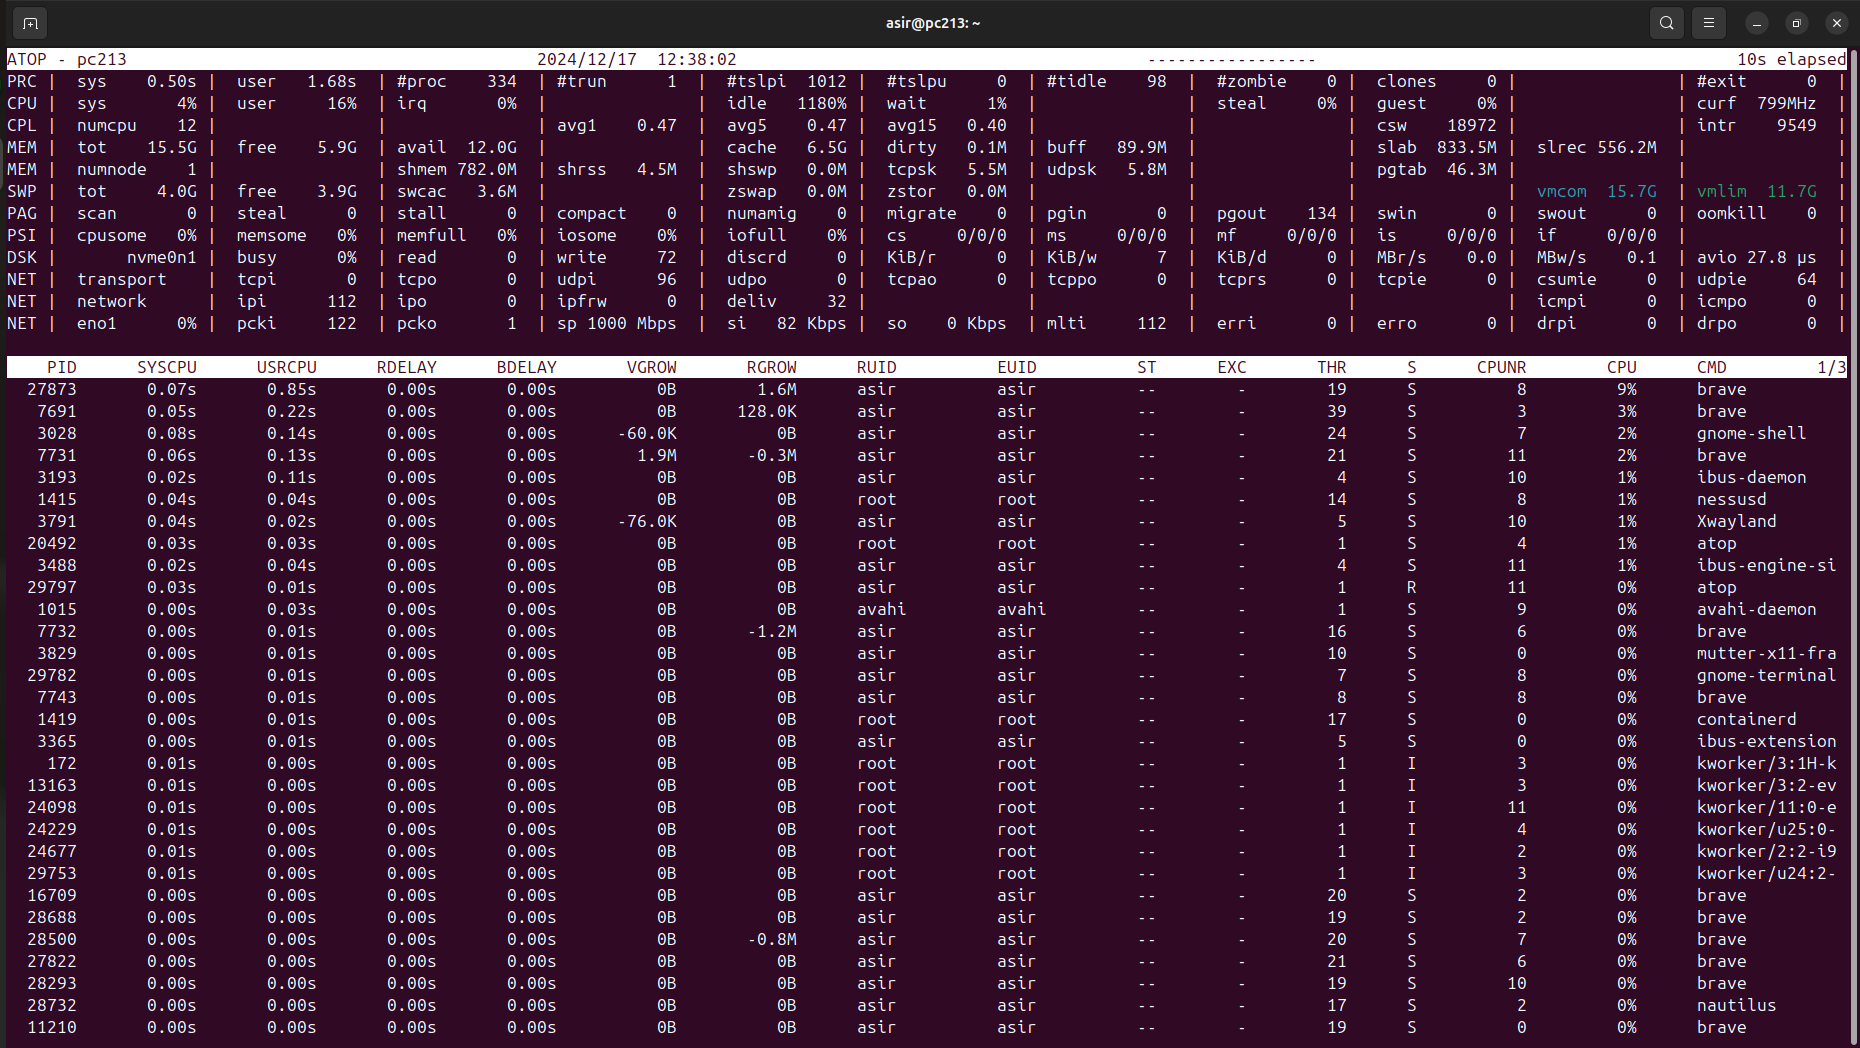 asir@pc213: ~
ATOP - pc213 2024/12/17 12:38:02 ----------------- 10s elapsed
PRC | sys 0.50s | user 1.68s | #proc 334 | #trun 1 | #tslpi 1012 | #tslpu 0 | #tidle 98 | #zombie 0 | clones 0 | | #exit 0 |
CPU | sys 4% | user 16% | irq 0% | | idle 1180% | wait 1% | | steal 0% | guest 0% | | curf 799MHz |
CPL | numcpu 12 | | | avg1 0.47 | avg5 0.47 | avg15 0.40 | | | csw 18972 | | intr 9549 |
MEM | tot 15.5G | free 5.9G | avail 12.0G | | cache 6.5G | dirty 0.1M | buff 89.9M | | slab 833.5M | slrec 556.2M | |
MEM | numnode 1 | | shmem 782.0M | shrss 4.5M | shswp 0.0M | tcpsk 5.5M | udpsk 5.8M | | pgtab 46.3M | | |
SWP | tot 4.0G | free 3.9G | swcac 3.6M | | zswap 0.0M | zstor 0.0M | | | | vmcom 15.7G | vmlim 11.7G |
PAG | scan 0 | steal 0 | stall 0 | compact 0 | numamig 0 | migrate 0 | pgin 0 | pgout 134 | swin 0 | swout 0 | oomkill 0 |
PSI | cpusome 0% | memsome 0% | memfull 0% | iosome 0% | iofull 0% | cs 0/0/0 | ms 0/0/0 | mf 0/0/0 | is 0/0/0 | if 0/0/0 | |
DSK | nvme0n1 | busy 0% | read 0 | write 72 | discrd 0 | KiB/r 0 | KiB/w 7 | KiB/d 0 | MBr/s 0.0 | MBw/s 0.1 | avio 27.8 µs |
NET | transport | tcpi 0 | tcpo 0 | udpi 96 | udpo 0 | tcpao 0 | tcppo 0 | tcprs 0 | tcpie 0 | csumie 0 | udpie 64 |
NET | network | ipi 112 | ipo 0 | ipfrw 0 | deliv 32 | | | | | icmpi 0 | icmpo 0 |
NET | eno1 0% | pcki 122 | pcko 1 | sp 1000 Mbps | si 82 Kbps | so 0 Kbps | mlti 112 | erri 0 | erro 0 | drpi 0 | drpo 0 |
PID SYSCPU USRCPU RDELAY BDELAY VGROW RGROW RUID EUID ST EXC THR S CPUNR CPU CMD 1/3
27873 0.07s 0.85s 0.00s 0.00s 0B 1.6M asir asir -- - 19 S 8 9% brave
7691 0.05s 0.22s 0.00s 0.00s 0B 128.0K asir asir -- - 39 S 3 3% brave
3028 0.08s 0.14s 0.00s 0.00s -60.0K 0B asir asir -- - 24 S 7 2% gnome-shell
7731 0.06s 0.13s 0.00s 0.00s 1.9M -0.3M asir asir -- - 21 S 11 2% brave
3193 0.02s 0.11s 0.00s 0.00s 0B 0B asir asir -- - 4 S 10 1% ibus-daemon
1415 0.04s 0.04s 0.00s 0.00s 0B 0B root root -- - 14 S 8 1% nessusd
3791 0.04s 0.02s 0.00s 0.00s -76.0K 0B asir asir -- - 5 S 10 1% Xwayland
20492 0.03s 0.03s 0.00s 0.00s 0B 0B root root -- - 1 S 4 1% atop
3488 0.02s 0.04s 0.00s 0.00s 0B 0B asir asir -- - 4 S 11 1% ibus-engine-si
29797 0.03s 0.01s 0.00s 0.00s 0B 0B asir asir -- - 1 R 11 0% atop
1015 0.00s 0.03s 0.00s 0.00s 0B 0B avahi avahi -- - 1 S 9 0% avahi-daemon
7732 0.00s 0.01s 0.00s 0.00s 0B -1.2M asir asir -- - 16 S 6 0% brave
3829 0.00s 0.01s 0.00s 0.00s 0B 0B asir asir -- - 10 S 0 0% mutter-x11-fra
29782 0.00s 0.01s 0.00s 0.00s 0B 0B asir asir -- - 7 S 8 0% gnome-terminal
7743 0.00s 0.01s 0.00s 0.00s 0B 0B asir asir -- - 8 S 8 0% brave
1419 0.00s 0.01s 0.00s 0.00s 0B 0B root root -- - 17 S 0 0% containerd
3365 0.00s 0.01s 0.00s 0.00s 0B 0B asir asir -- - 5 S 0 0% ibus-extension
172 0.01s 0.00s 0.00s 0.00s 0B 0B root root -- - 1 I 3 0% kworker/3:1H-k
13163 0.01s 0.00s 0.00s 0.00s 0B 0B root root -- - 1 I 3 0% kworker/3:2-ev
24098 0.01s 0.00s 0.00s 0.00s 0B 0B root root -- - 1 I 11 0% kworker/11:0-e
24229 0.01s 0.00s 0.00s 0.00s 0B 0B root root -- - 1 I 4 0% kworker/u25:0-
24677 0.01s 0.00s 0.00s 0.00s 0B 0B root root -- - 1 I 2 0% kworker/2:2-i9
29753 0.01s 0.00s 0.00s 0.00s 0B 0B root root -- - 1 I 3 0% kworker/u24:2-
16709 0.00s 0.00s 0.00s 0.00s 0B 0B asir asir -- - 20 S 2 0% brave
28688 0.00s 0.00s 0.00s 0.00s 0B 0B asir asir -- - 19 S 2 0% brave
28500 0.00s 0.00s 0.00s 0.00s 0B -0.8M asir asir -- - 20 S 7 0% brave
27822 0.00s 0.00s 0.00s 0.00s 0B 0B asir asir -- - 21 S 6 0% brave
28293 0.00s 0.00s 0.00s 0.00s 0B 0B asir asir -- - 19 S 10 0% brave
28732 0.00s 0.00s 0.00s 0.00s 0B 0B asir asir -- - 17 S 2 0% nautilus
11210 0.00s 0.00s 0.00s 0.00s 0B 0B asir asir -- - 19 S 0 0% brave